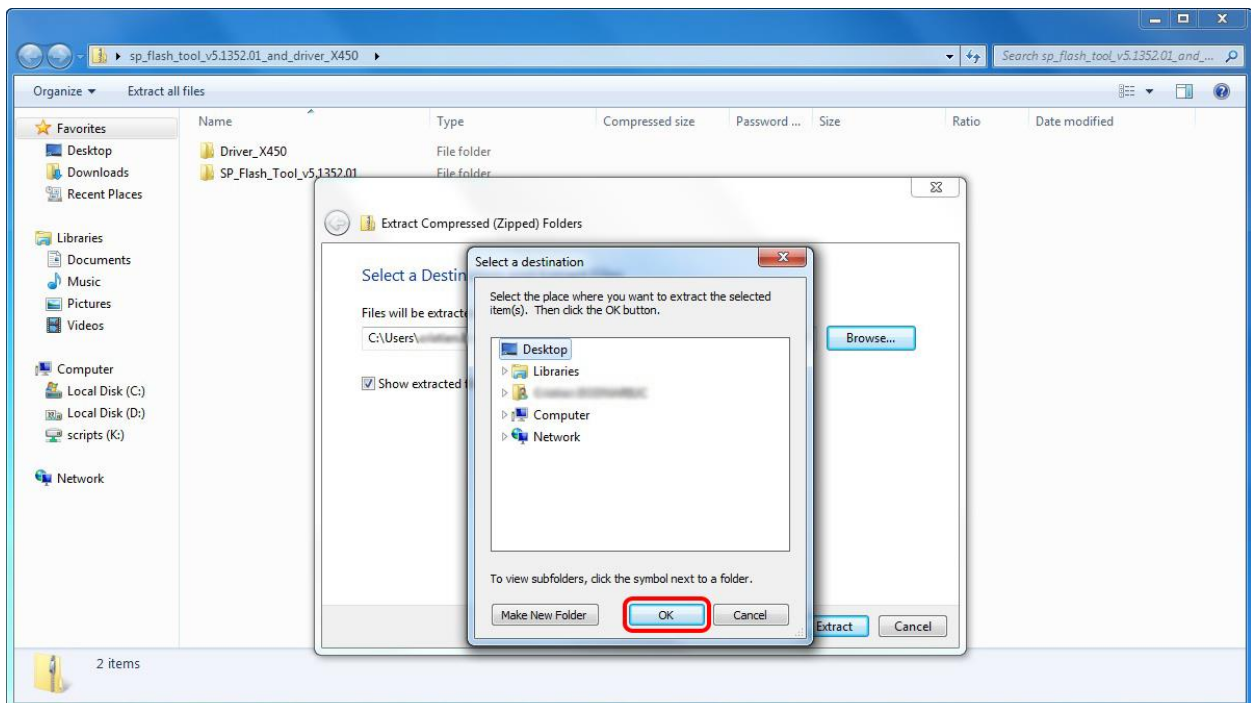 sp_flash_tool_v5.1352.01_and_driver_X450
Search sp_flash_tool_v5.1352.01_and_...
Organize
Extract all files
Favorites
Desktop
Downloads
Recent Places
Libraries
Documents
Music
Pictures
Videos
Computer
Local Disk (C:)
Local Disk (D:)
scripts (K:)
Network
Name Type Compressed size Password ... Size Ratio Date modified
Driver_X450 File folder
SP_Flash_Tool_v5.1352.01 File folder
Extract Compressed (Zipped) Folders
Select a Destin
Files will be extracte
C:\Users\
Browse...
Show extracted
Select a destination
Select the place where you want to extract the selected
item(s). Then click the OK button.
Desktop
Libraries
Computer
Network
To view subfolders, click the symbol next to a folder.
Make New Folder OK Cancel
Extract Cancel
2 items